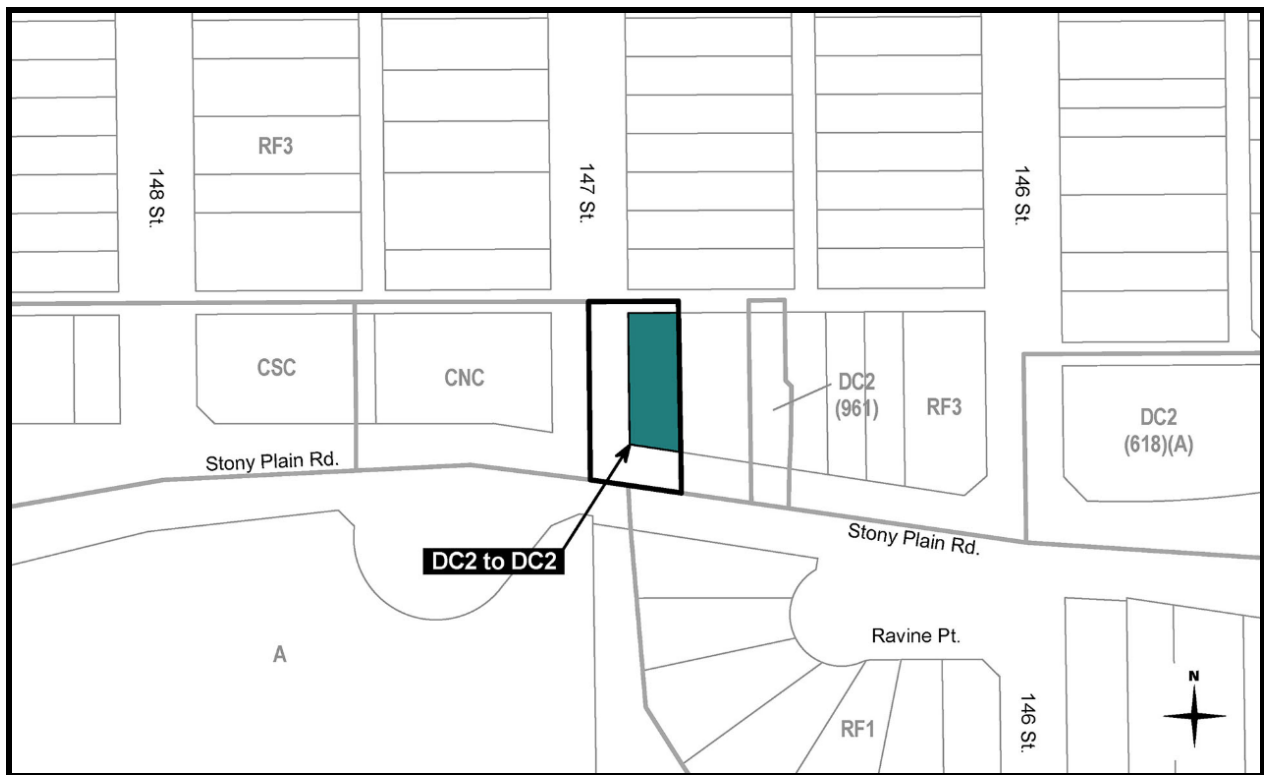 RF3
148 St.
147 St.
146 St.
CSC
CNC
DC2
(961)
RF3
DC2
(618)(A)
Stony Plain Rd.
Stony Plain Rd.
DC2 to DC2
Ravine Pt.
A
N
RF1
146 St.